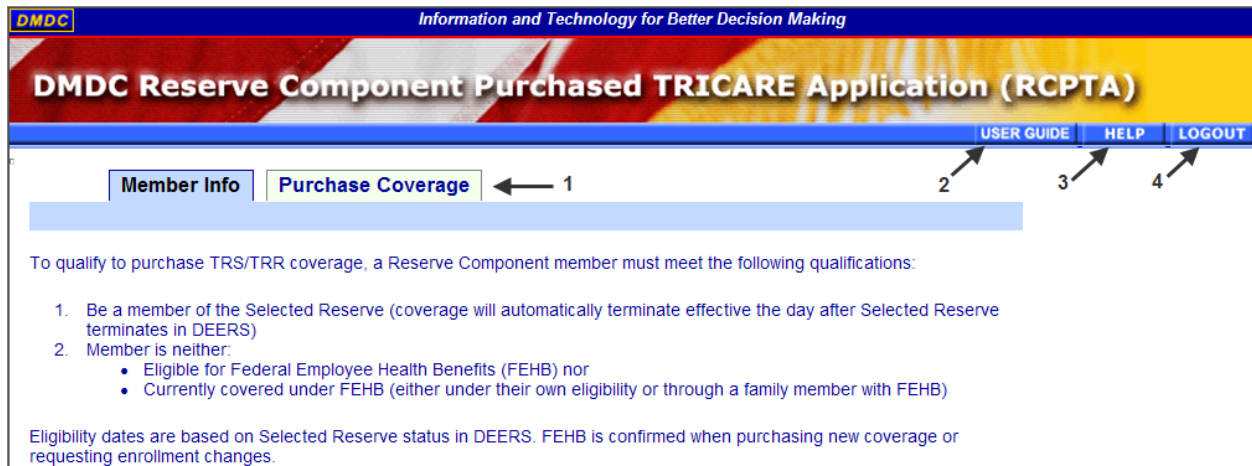 DMDC
Information and Technology for Better Decision Making
DMDC Reserve Component Purchased TRICARE Application (RCPTA)
USER GUIDE HELP LOGOUT
Member Info Purchase Coverage 1 2 3 4
To qualify to purchase TRS/TRR coverage, a Reserve Component member must meet the following qualifications:
1. Be a member of the Selected Reserve (coverage will automatically terminate effective the day after Selected Reserve
terminates in DEERS)
2. Member is neither:
• Eligible for Federal Employee Health Benefits (FEHB) nor
• Currently covered under FEHB (either under their own eligibility or through a family member with FEHB)
Eligibility dates are based on Selected Reserve status in DEERS. FEHB is confirmed when purchasing new coverage or
requesting enrollment changes.